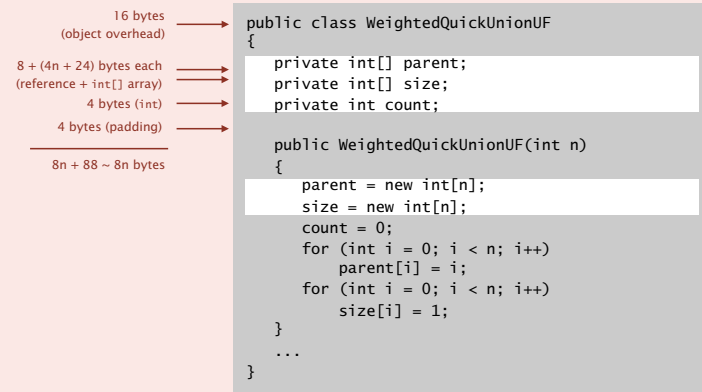 16 bytes
(object overhead)
8 + (4n + 24) bytes each
(reference + int[] array)
4 bytes (int)
4 bytes (padding)
8n + 88 ~ 8n bytes
public class WeightedQuickUnionUF
{
   private int[] parent;
   private int[] size;
   private int count;

   public WeightedQuickUnionUF(int n)
   {
      parent = new int[n];
      size = new int[n];
      count = 0;
      for (int i = 0; i < n; i++)
          parent[i] = i;
      for (int i = 0; i < n; i++)
          size[i] = 1;
   }
   ...
}